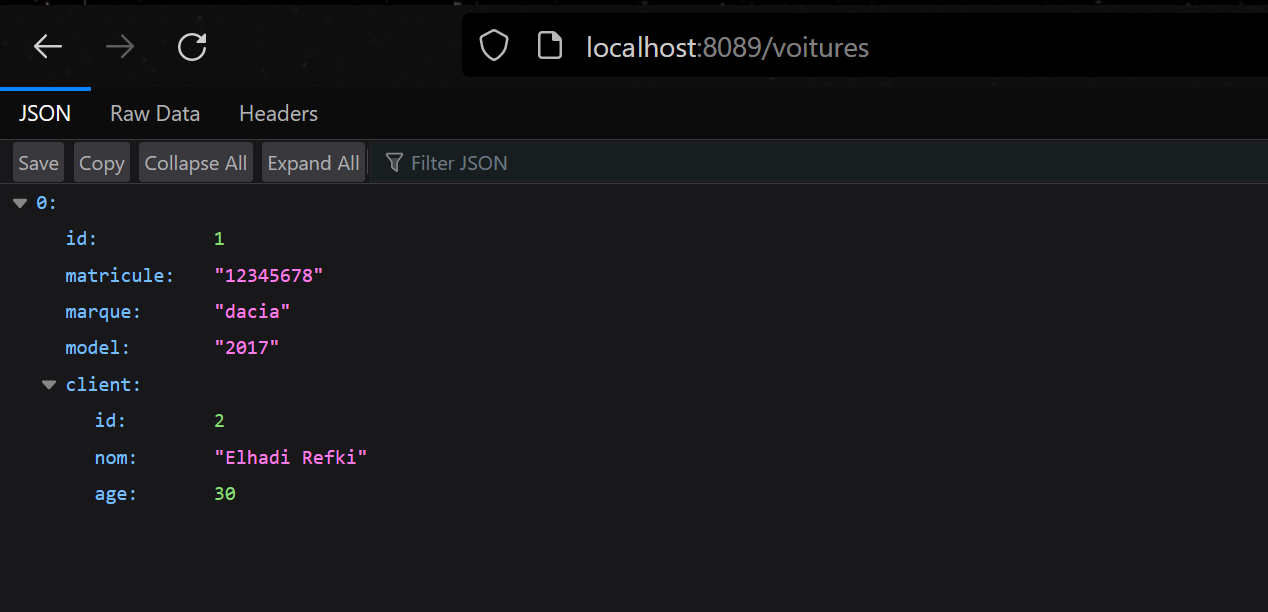 localhost:8089/voitures
JSON Raw Data Headers
Save Copy Collapse All Expand All Filter JSON
0:
id: 1
matricule: "12345678"
marque: "dacia"
model: "2017"
client:
id: 2
nom: "Elhadi Refki"
age: 30